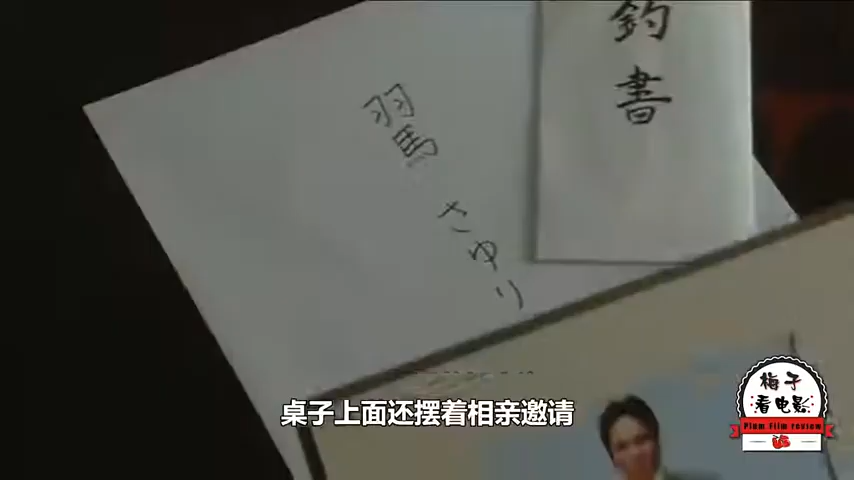 釣書
羽馬 さゆり
梅子
看电影
Plum Film review
桌子上面还摆着相亲邀请